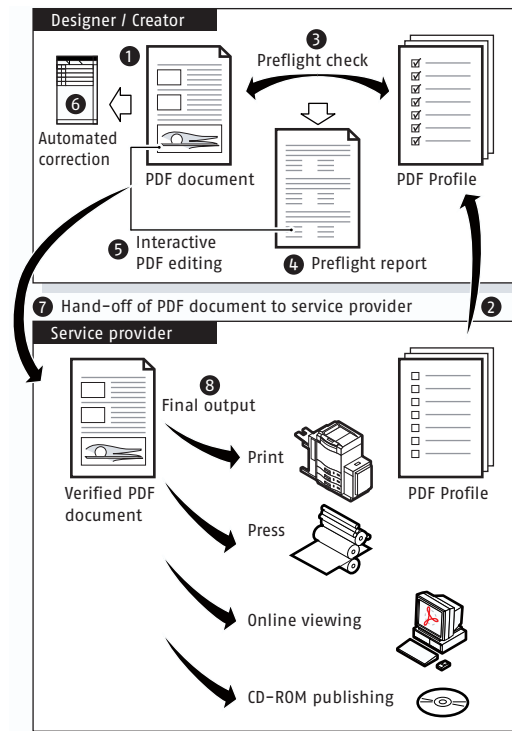 Designer / Creator
1
3
Preflight check
6
Automated
correction
PDF document
PDF Profile
5 Interactive
PDF editing
4 Preflight report
7 Hand-off of PDF document to service provider
2
Service provider
8
Final output
Print
Verified PDF
document
PDF Profile
Press
Online viewing
CD-ROM publishing